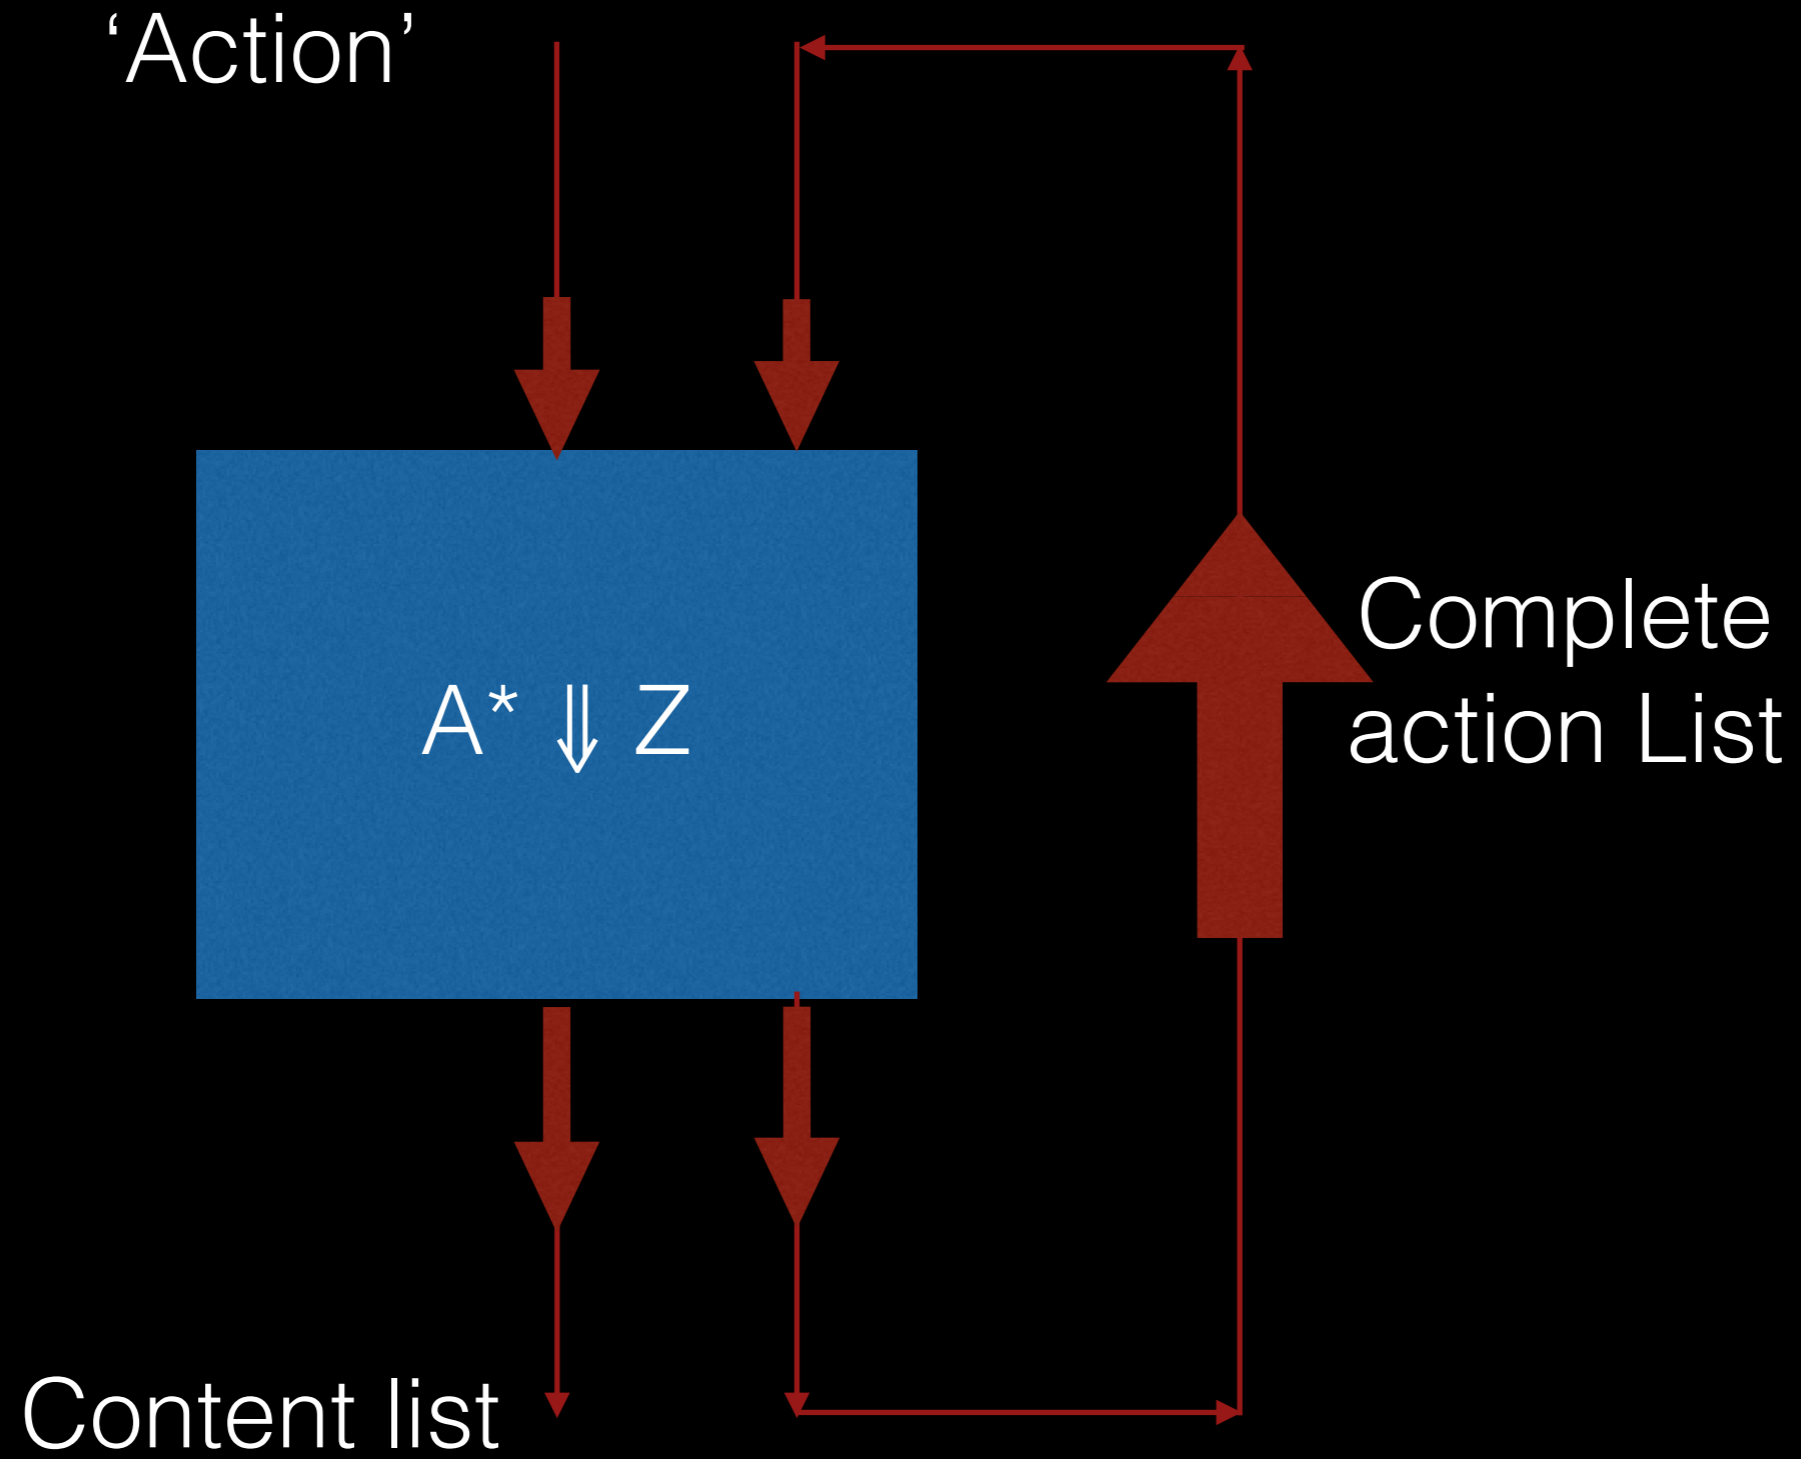 ‘Action’
A* ⇓ Z
Complete
action List
Content list